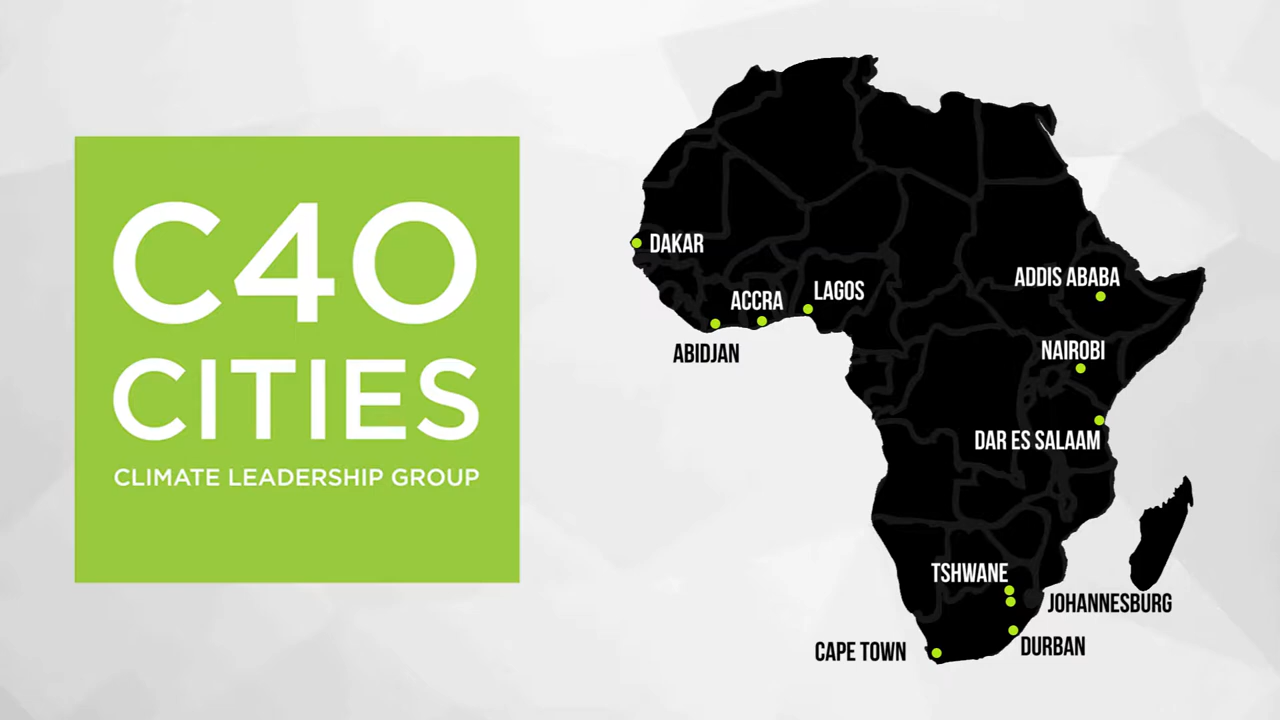 C40
CITIES
CLIMATE LEADERSHIP GROUP
DAKAR
ADDIS ABABA
LAGOS
ACCRA
ABIDJAN
NAIROBI
DAR ES SALAAM
TSHWANE
JOHANNESBURG
DURBAN
CAPE TOWN